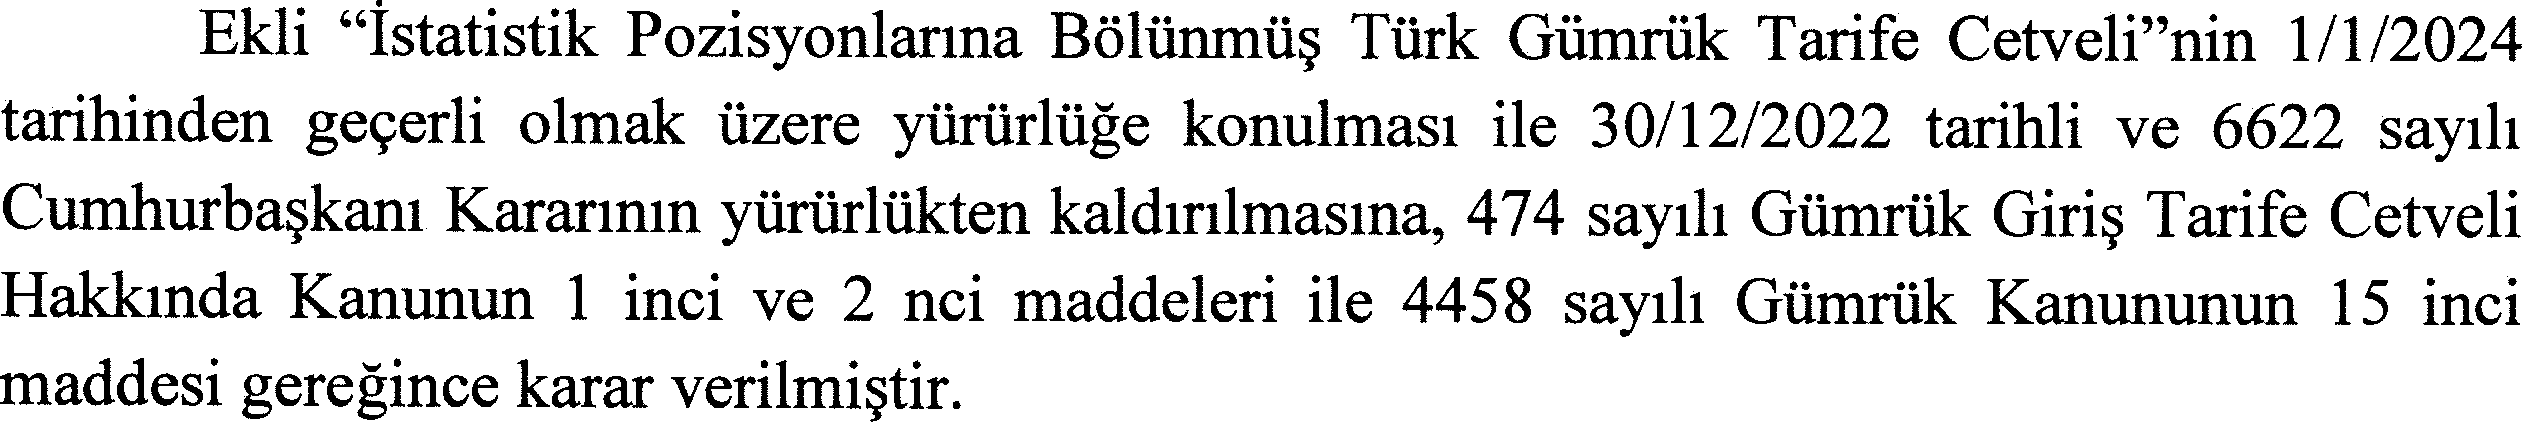 Ekli “İstatistik Pozisyonlarına Bölünmüş Türk Gümrük Tarife Cetveli”nin 1/1/2024
tarihinden geçerli olmak üzere yürürlüğe konulması ile 30/12/2022 tarihli ve 6622 sayılı
Cumhurbaşkanı Kararının yürürlükten kaldırılmasına, 474 sayılı Gümrük Giriş Tarife Cetveli
Hakkında Kanunun 1 inci ve 2 nci maddeleri ile 4458 sayılı Gümrük Kanununun 15 inci
maddesi gereğince karar verilmiştir.